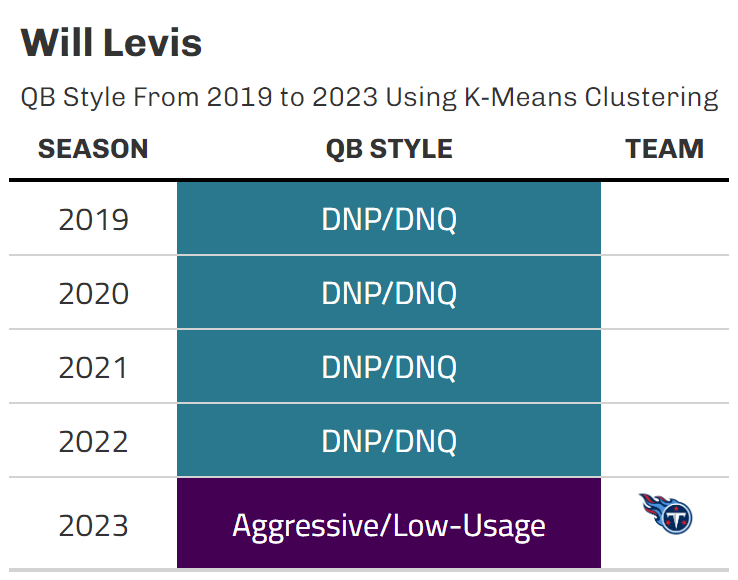 Will Levis
QB Style From 2019 to 2023 Using K-Means Clustering
SEASON QB STYLE TEAM
2019 DNP/DNQ
2020 DNP/DNQ
2021 DNP/DNQ
2022 DNP/DNQ
2023 Aggressive/Low-Usage